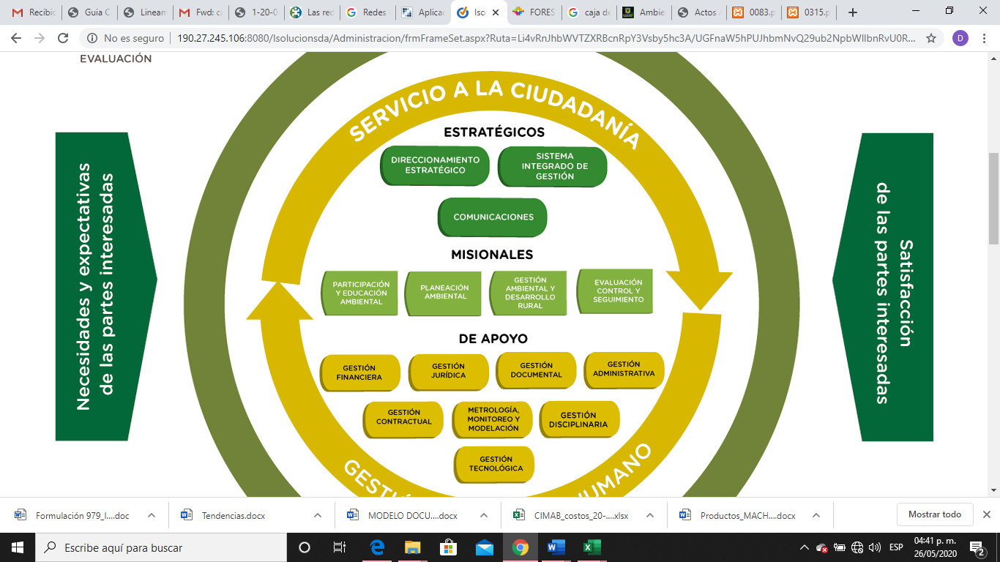 Recibic
Guia C
Lineam
Fwd: ca
1-20-0
Las rec
Redes
Aplicac
Iso
FORES
caja de
Ambie
Actos
0083.p
0315.p
No es seguro
190.27.245.106:8080/Isolucionsda/Administracion/frmFrameSet.aspx?Ruta=Li4vRnJhbWVTZXRBcnRpY3Vsby5hc3A/UGFnaW5hPUJhbmNvQ29ub2NpbWllbnRvU0R...
D
EVALUACIÓN
SERVICIO A LA CIUDADANÍA
Necesidades y expectativas
de las partes interesadas
ESTRATÉGICOS
DIRECCIONAMIENTO
ESTRATÉGICO
SISTEMA
INTEGRADO DE
GESTIÓN
COMUNICACIONES
MISIONALES
PARTICIPACIÓN
Y EDUCACIÓN
AMBIENTAL
PLANEACIÓN
AMBIENTAL
GESTIÓN
AMBIENTAL Y
DESARROLLO
RURAL
EVALUACIÓN
CONTROL Y
SEGUIMIENTO
DE APOYO
GESTIÓN
FINANCIERA
GESTIÓN
JURÍDICA
GESTIÓN
DOCUMENTAL
GESTIÓN
ADMINISTRATIVA
GESTIÓN
CONTRACTUAL
METROLOGÍA,
MONITOREO Y
MODELACIÓN
GESTIÓN
DISCIPLINARIA
GESTIÓN
TECNOLÓGICA
Satisfacción
de las partes interesadas
GESTIÓ
HUMANO
Formulación 979_I....doc
Tendencias.docx
MODELO DOCU....docx
CIMAB_costos_20-....xlsx
Productos_MACH....docx
Mostrar todo
Escribe aquí para buscar
ESP
04:41 p. m.
26/05/2020
2